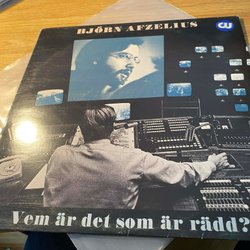 BJÖRN AFZELIUS
CU
Vem är det som är rädd?